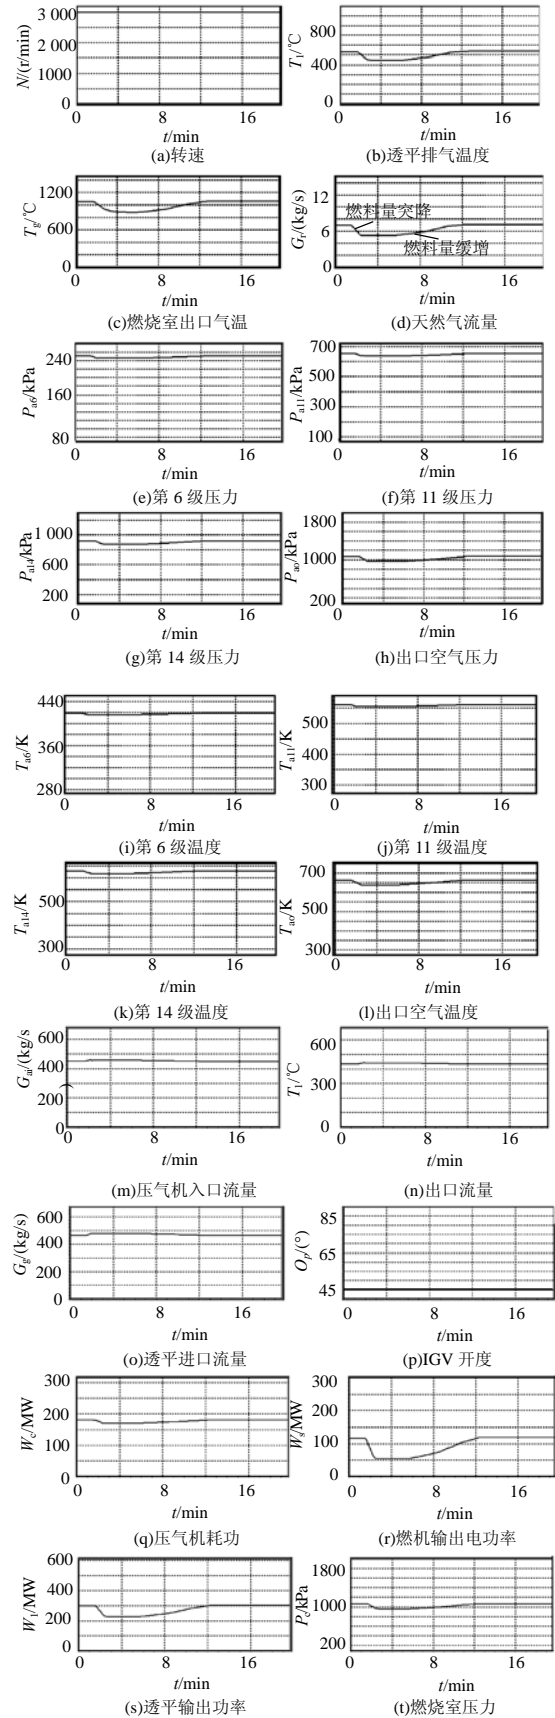 3 000
2 000
1 000
0
N/(r/min)
8
16
t/min
(a)转速
800
400
0
T₁/℃
0
8
16
t/min
(b)透平排气温度
1200
600
0
T_g/℃
0
8
16
t/min
(c)燃烧室出口气温
12
6
0
G_f/(kg/s)
燃料量突降
燃料量缓增
0
8
16
t/min
(d)天然气流量
240
160
80
P_a6/kPa
0
8
16
t/min
(e)第 6 级压力
700
500
300
100
P_a11/kPa
0
8
16
t/min
(f)第 11 级压力
1 000
600
200
P_a14/kPa
0
8
16
t/min
(g)第 14 级压力
1800
1000
200
P_ao/kPa
0
8
16
t/min
(h)出口空气压力
440
360
280
T_a6/K
0
8
16
t/min
(i)第 6 级温度
500
400
300
T_a11/K
0
8
16
t/min
(j)第 11 级温度
500
300
T_a14/K
0
8
16
t/min
(k)第 14 级温度
700
500
300
T_ao/K
0
8
16
t/min
(l)出口空气温度
600
400
200
0
G_ai/(kg/s)
0
8
16
t/min
(m)压气机入口流量
600
300
0
T₁/℃
0
8
16
t/min
(n)出口流量
600
400
200
0
G_g/(kg/s)
0
8
16
t/min
(o)透平进口流量
85
65
45
O_p/(°)
0
8
16
t/min
(p)IGV 开度
300
200
100
0
W_c/MW
0
8
16
t/min
(q)压气机耗功
300
200
100
0
/MW
0
8
16
t/min
(r)燃机输出电功率
600
400
200
0
W₁/MW
0
8
16
t/min
(s)透平输出功率
1800
1000
200
P_c/kPa
0
8
16
t/min
(t)燃烧室压力